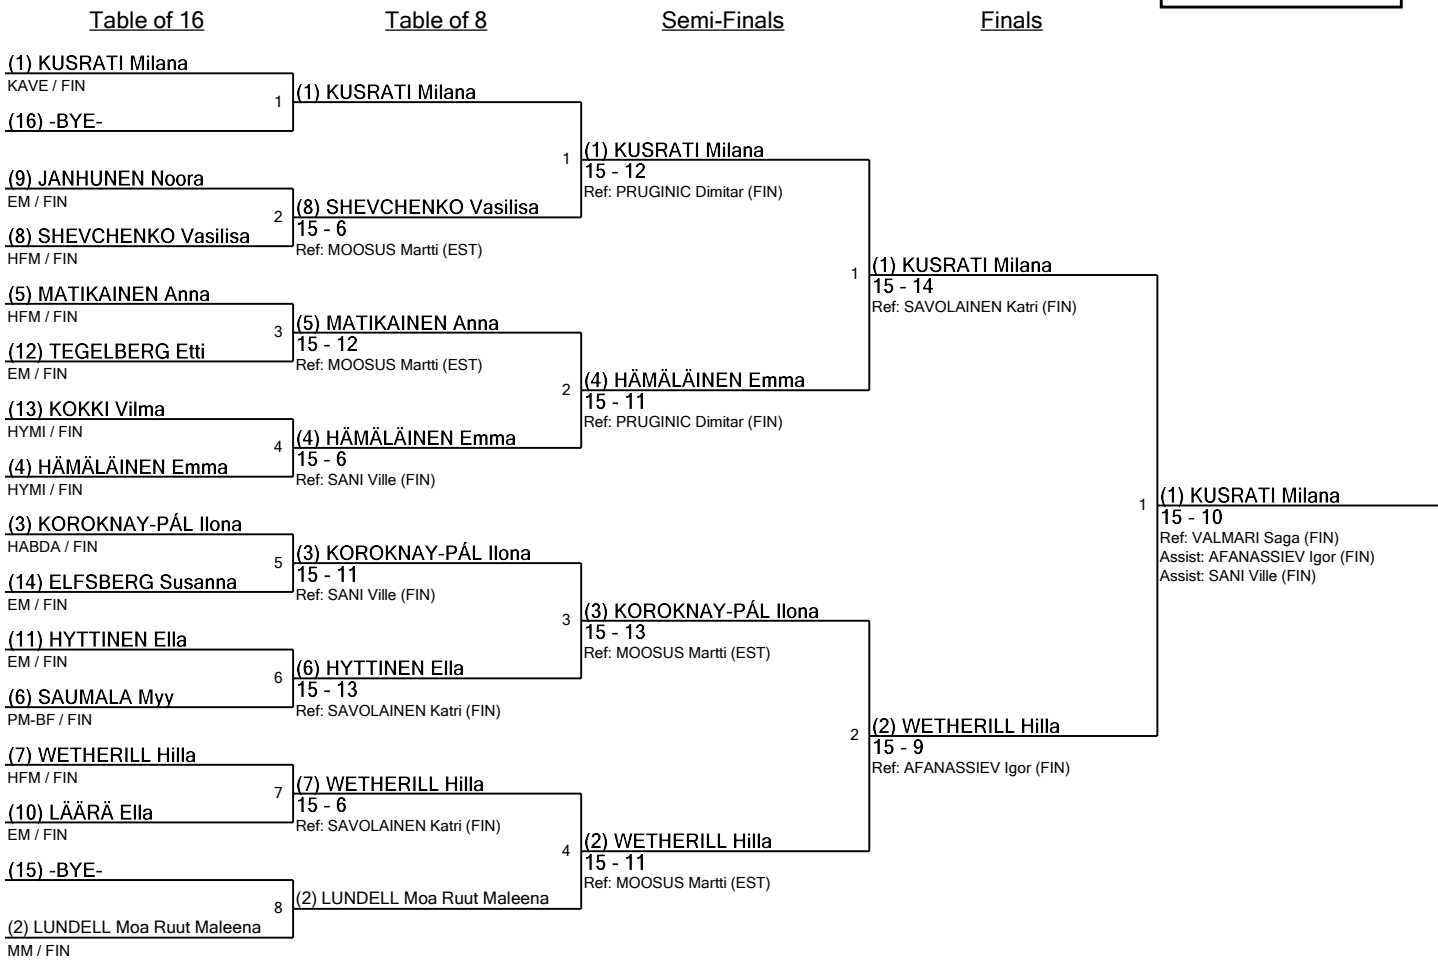 Table of 16
Table of 8
Semi-Finals
Finals
(1) KUSRATI Milana
KAVE / FIN
1
(16) -BYE-
(9) JANHUNEN Noora
EM / FIN
2
(8) SHEVCHENKO Vasilisa
HFM / FIN
(5) MATIKAINEN Anna
HFM / FIN
3
(12) TEGELBERG Etti
EM / FIN
(13) KOKKI Vilma
HYMI / FIN
4
(4) HÄMÄLÄINEN Emma
HYMI / FIN
(3) KOROKNAY-PÁL Ilona
HABDA / FIN
5
(14) ELFSBERG Susanna
EM / FIN
(11) HYTTINEN Ella
EM / FIN
6
(6) SAUMALA Myy
PM-BF / FIN
(7) WETHERILL Hilla
HFM / FIN
7
(10) LÄÄRÄ Ella
EM / FIN
(15) -BYE-
8
(2) LUNDELL Moa Ruut Maleena
MM / FIN
(1) KUSRATI Milana
1
(8) SHEVCHENKO Vasilisa
15 - 6
Ref: MOOSUS Martti (EST)
(5) MATIKAINEN Anna
15 - 12
Ref: MOOSUS Martti (EST)
2
(4) HÄMÄLÄINEN Emma
15 - 6
Ref: SANI Ville (FIN)
(3) KOROKNAY-PÁL Ilona
15 - 11
Ref: SANI Ville (FIN)
3
(6) HYTTINEN Ella
15 - 13
Ref: SAVOLAINEN Katri (FIN)
(7) WETHERILL Hilla
15 - 6
Ref: SAVOLAINEN Katri (FIN)
4
(2) LUNDELL Moa Ruut Maleena
(1) KUSRATI Milana
15 - 12
Ref: PRUGINIC Dimitar (FIN)
1
(4) HÄMÄLÄINEN Emma
15 - 11
Ref: PRUGINIC Dimitar (FIN)
(3) KOROKNAY-PÁL Ilona
15 - 13
Ref: MOOSUS Martti (EST)
2
(2) WETHERILL Hilla
15 - 11
Ref: MOOSUS Martti (EST)
(1) KUSRATI Milana
15 - 14
Ref: SAVOLAINEN Katri (FIN)
1
(2) WETHERILL Hilla
15 - 9
Ref: AFANASSIEV Igor (FIN)
(1) KUSRATI Milana
15 - 10
Ref: VALMARI Saga (FIN)
Assist: AFANASSIEV Igor (FIN)
Assist: SANI Ville (FIN)